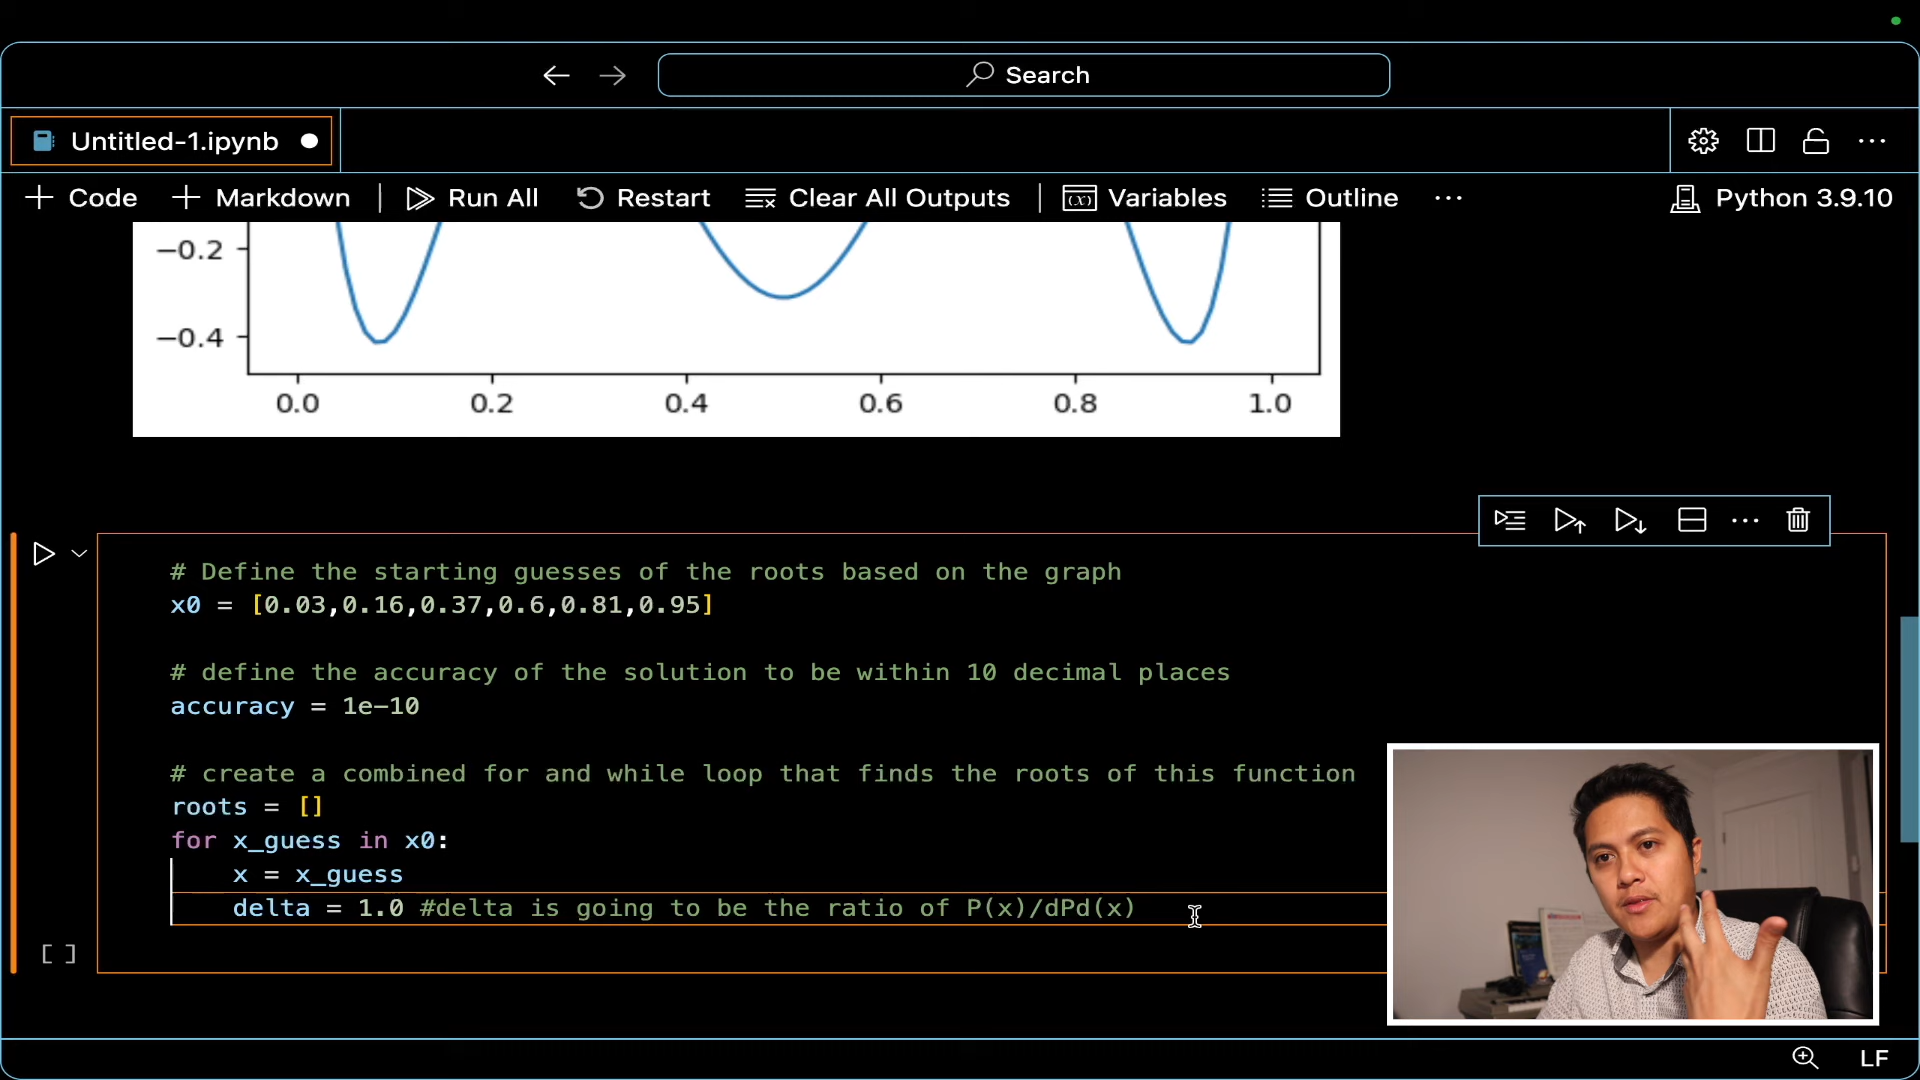 Search
Untitled-1.ipynb
Code
Markdown
Run All
Restart
Clear All Outputs
Variables
Outline
...
Python 3.9.10
−0.2
−0.4
0.0
0.2
0.4
0.6
0.8
1.0
# Define the starting guesses of the roots based on the graph
x0 = [0.03,0.16,0.37,0.6,0.81,0.95]
# define the accuracy of the solution to be within 10 decimal places
accuracy = 1e-10
# create a combined for and while loop that finds the roots of this function
roots = []
for x_guess in x0:
x = x_guess
delta = 1.0 #delta is going to be the ratio of P(x)/dPd(x)
[ ]
LF